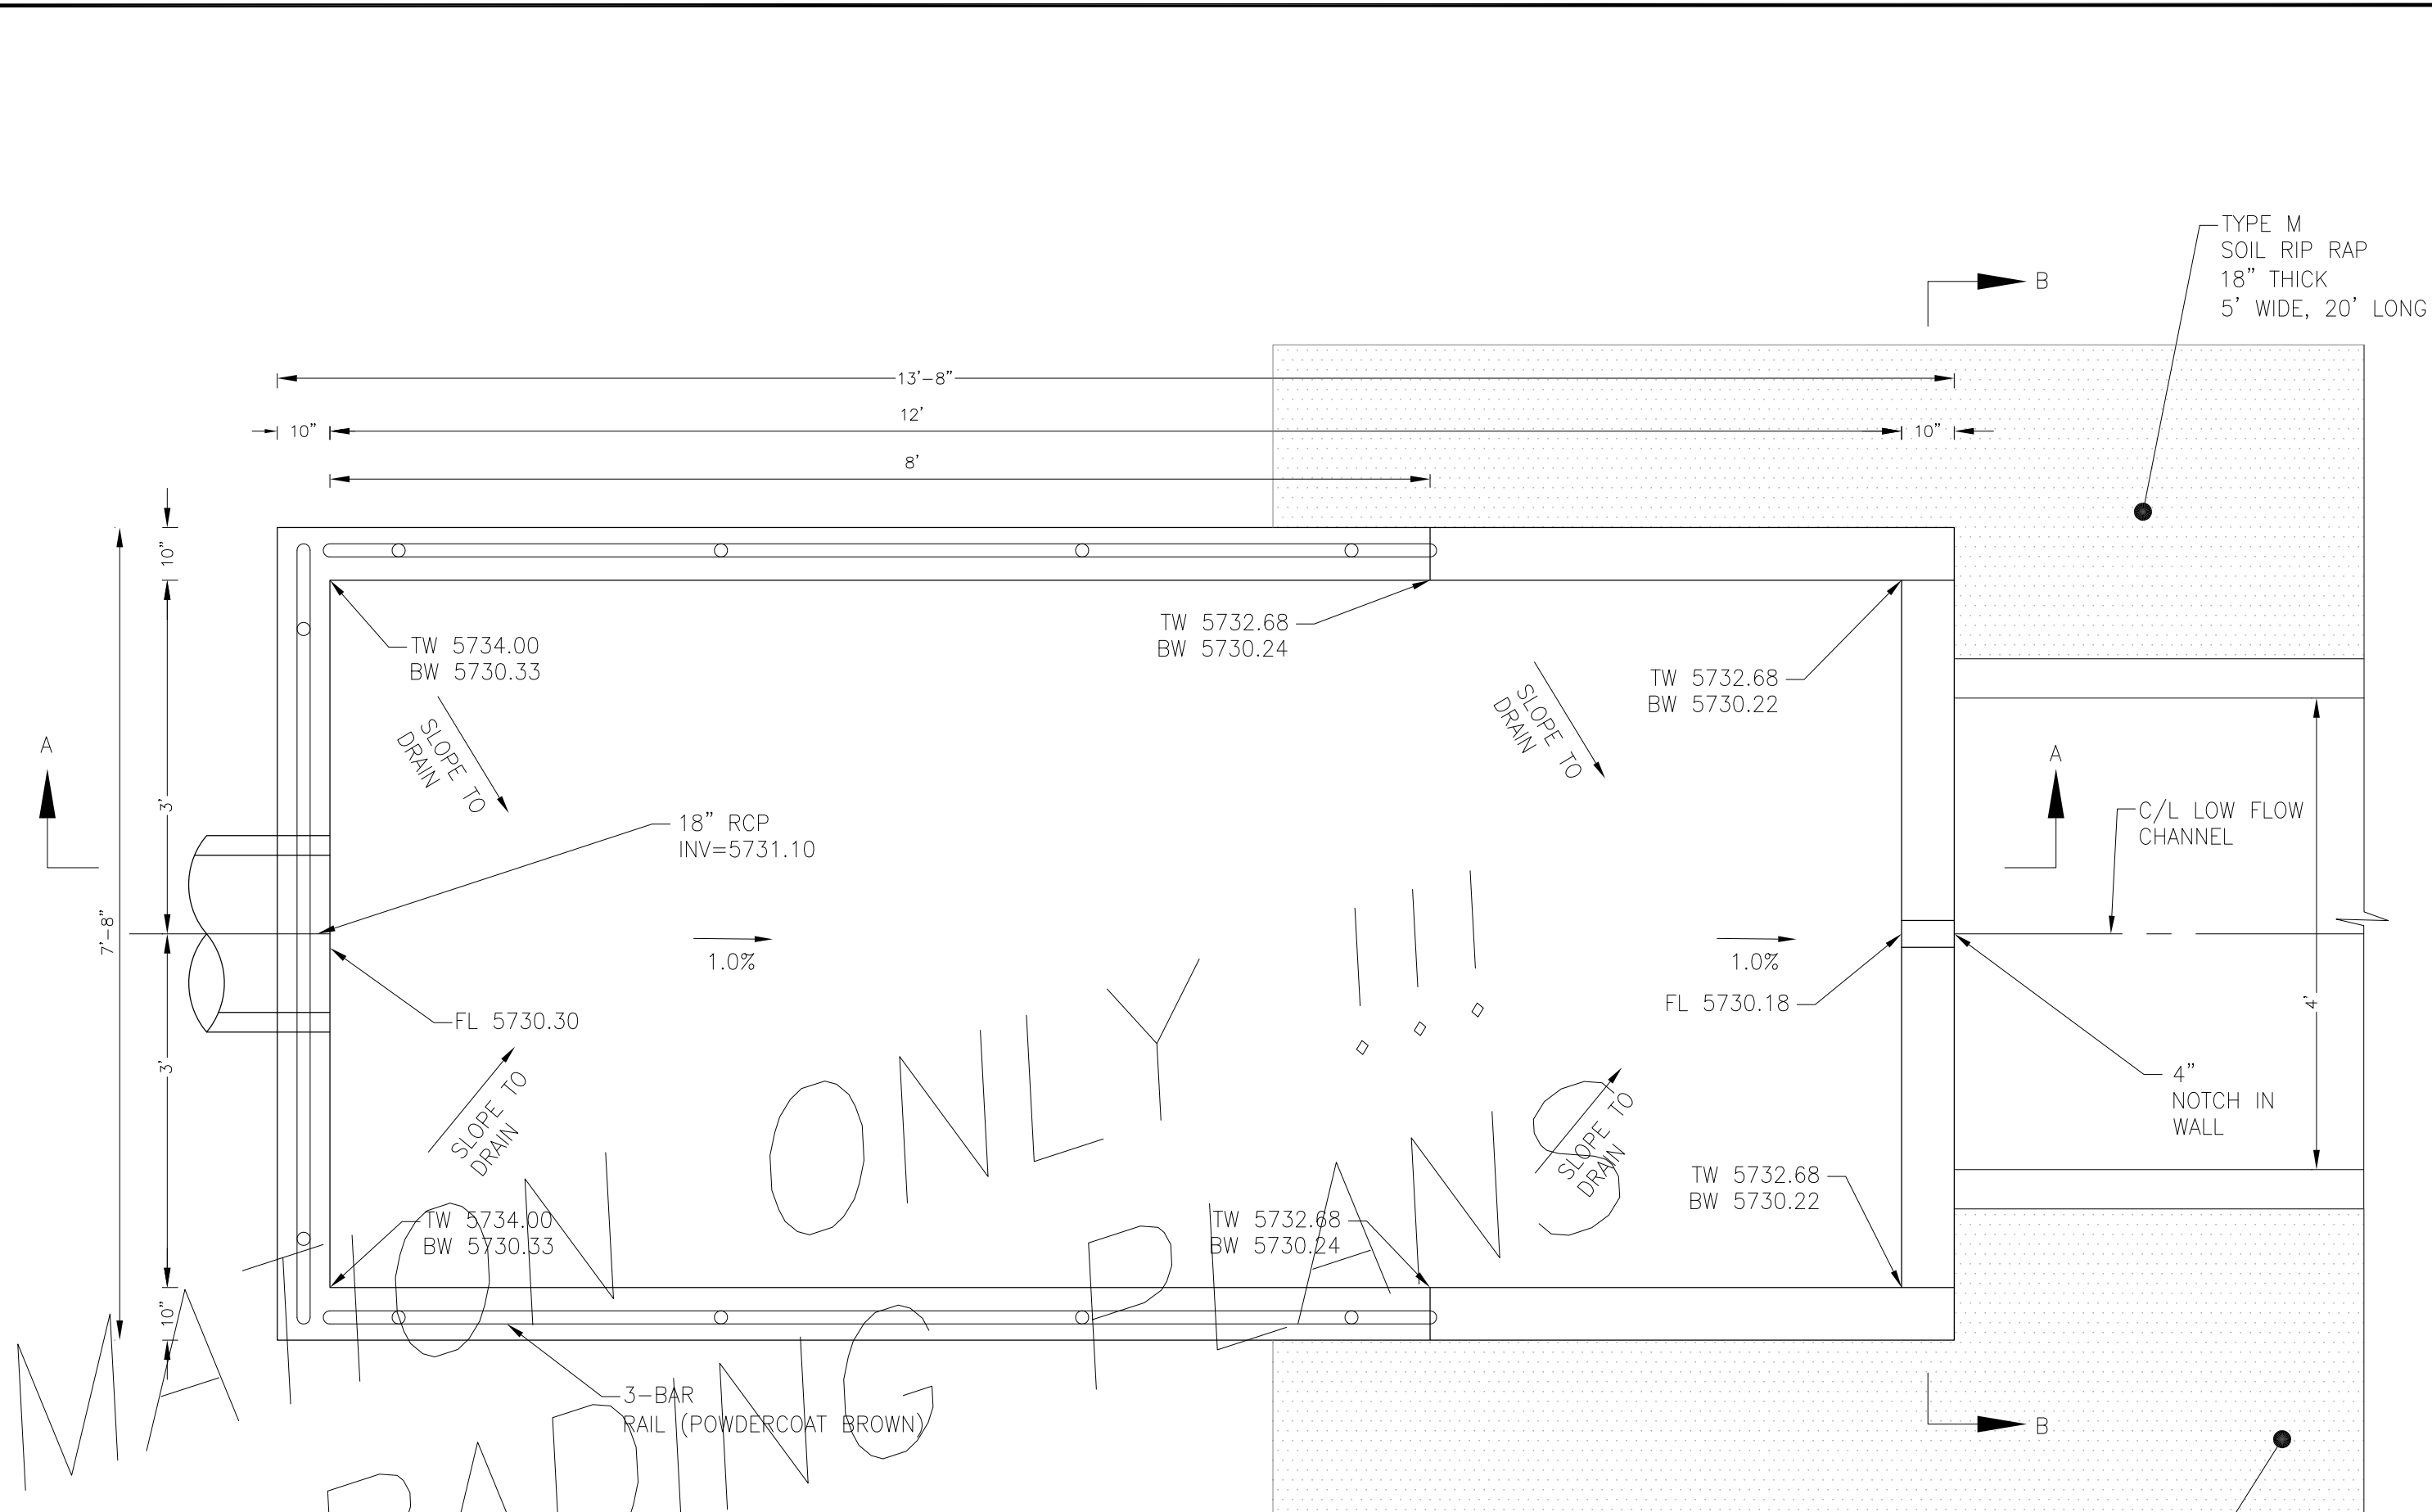 TYPE M
SOIL RIP RAP
18" THICK
5' WIDE, 20' LONG
B
13'-8"
12'
10"
10"
8'
10"
TW 5734.00
BW 5730.33
TW 5732.68
BW 5730.24
TW 5732.68
BW 5730.22
SLOPE TO
DRAIN
SLOPE TO
DRAIN
A
A
3'
18" RCP
INV=5731.10
C/L LOW FLOW
CHANNEL
7'-8"
1.0%
1.0%
FL 5730.30
FL 5730.18
4'
3'
4"
NOTCH IN
WALL
SLOPE TO
DRAIN
SLOPE TO
DRAIN
TW 5734.00
BW 5730.33
TW 5732.68
BW 5730.24
TW 5732.68
BW 5730.22
10"
3-BAR
RAIL (POWDERCOAT BROWN)
B
MATION ONLY !!!
PLANS